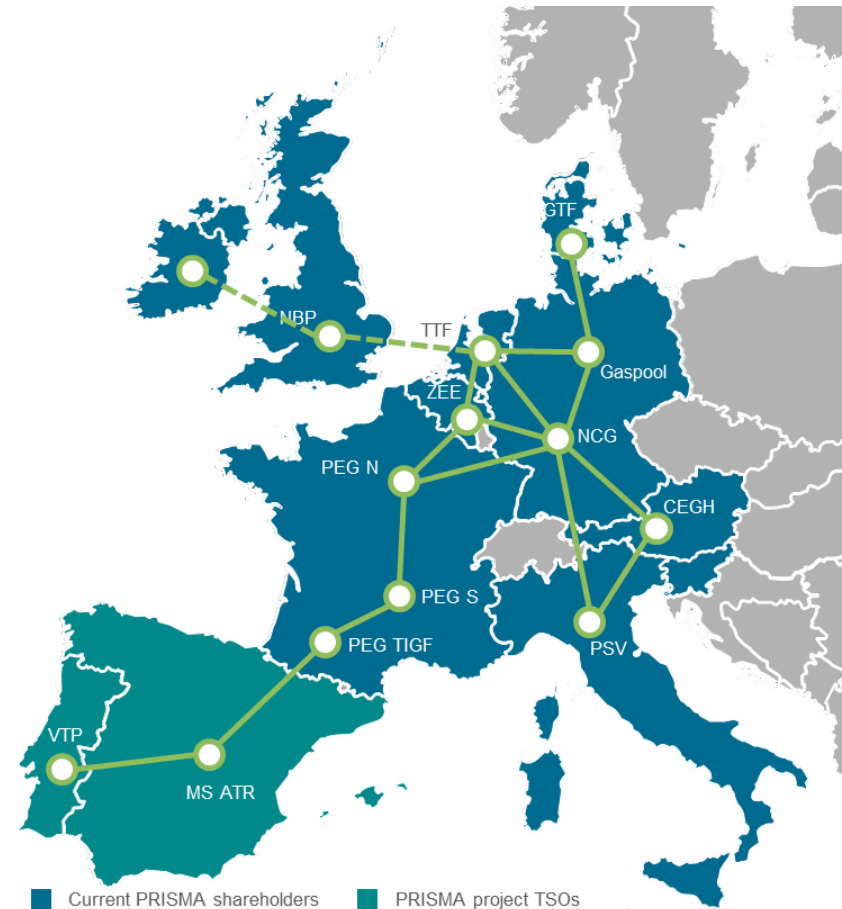 GTF
NBP
TTF
Gaspool
ZEE
NCG
PEG N
CEGH
PEG S
PEG TIGF
PSV
VTP
MS ATR
Current PRISMA shareholders
PRISMA project TSOs